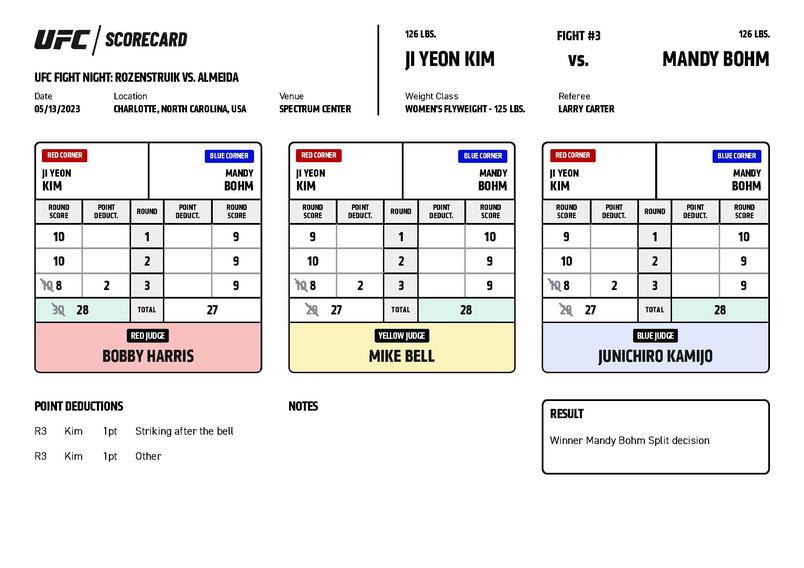 UFC / SCORECARD
UFC FIGHT NIGHT: ROZENSTRUIK VS. ALMEIDA
Date Location Venue
05/13/2023 CHARLOTTE, NORTH CAROLINA, USA SPECTRUM CENTER
126 LBS. FIGHT #3 126 LBS.
JI YEON KIM VS. MANDY BOHM
Weight Class Referee
WOMEN'S FLYWEIGHT - 125 LBS. LARRY CARTER
RED CORNER BLUE CORNER
JI YEON MANDY
KIM BOHM
ROUND POINT ROUND POINT ROUND
SCORE DEDUCT. DEDUCT. SCORE
10 1 9
10 2 9
10 8 2 3 9
30 28 TOTAL 27
RED JUDGE
BOBBY HARRIS
RED CORNER BLUE CORNER
JI YEON MANDY
KIM BOHM
ROUND POINT ROUND POINT ROUND
SCORE DEDUCT. DEDUCT. SCORE
9 1 10
10 2 9
10 8 2 3 9
29 27 TOTAL 28
YELLOW JUDGE
MIKE BELL
RED CORNER BLUE CORNER
JI YEON MANDY
KIM BOHM
ROUND POINT ROUND POINT ROUND
SCORE DEDUCT. DEDUCT. SCORE
9 1 10
10 2 9
10 8 2 3 9
29 27 TOTAL 28
BLUE JUDGE
JUNICHIRO KAMIJO
POINT DEDUCTIONS
R3 Kim 1pt Striking after the bell
R3 Kim 1pt Other
NOTES
RESULT
Winner Mandy Bohm Split decision